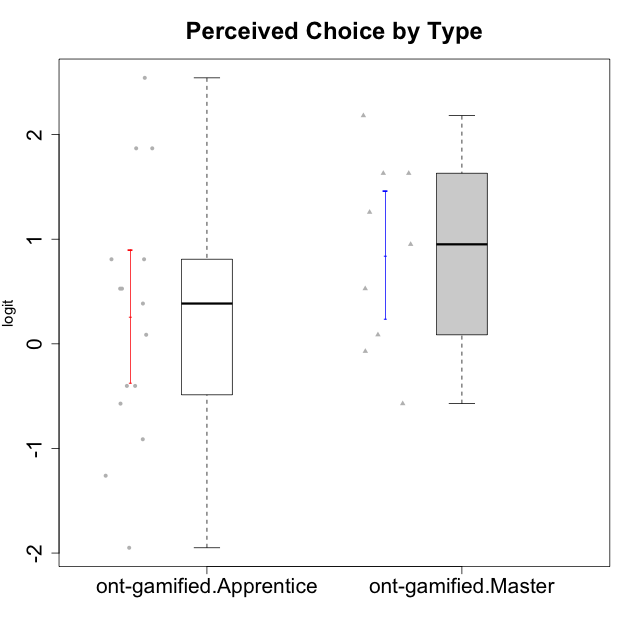 Perceived Choice by Type
2
1
0
-1
-2
logit
ont-gamified.Apprentice
ont-gamified.Master